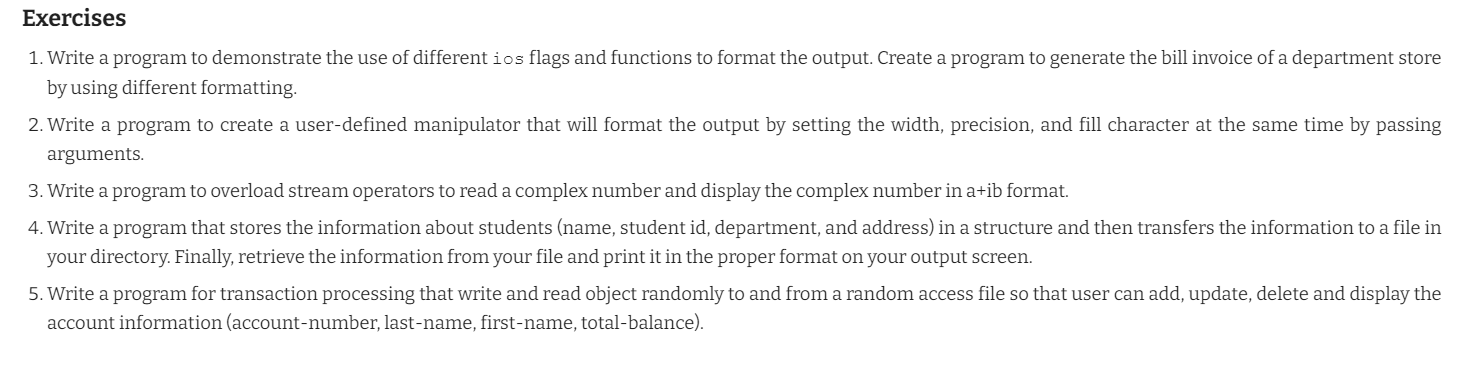 Exercises
1. Write a program to demonstrate the use of different ios flags and functions to format the output. Create a program to generate the bill invoice of a department store
by using different formatting.
2. Write a program to create a user-defined manipulator that will format the output by setting the width, precision, and fill character at the same time by passing
arguments.
3. Write a program to overload stream operators to read a complex number and display the complex number in a+ib format.
4. Write a program that stores the information about students (name, student id, department, and address) in a structure and then transfers the information to a file in
your directory. Finally, retrieve the information from your file and print it in the proper format on your output screen.
5. Write a program for transaction processing that write and read object randomly to and from a random access file so that user can add, update, delete and display the
account information (account-number, last-name, first-name, total-balance).